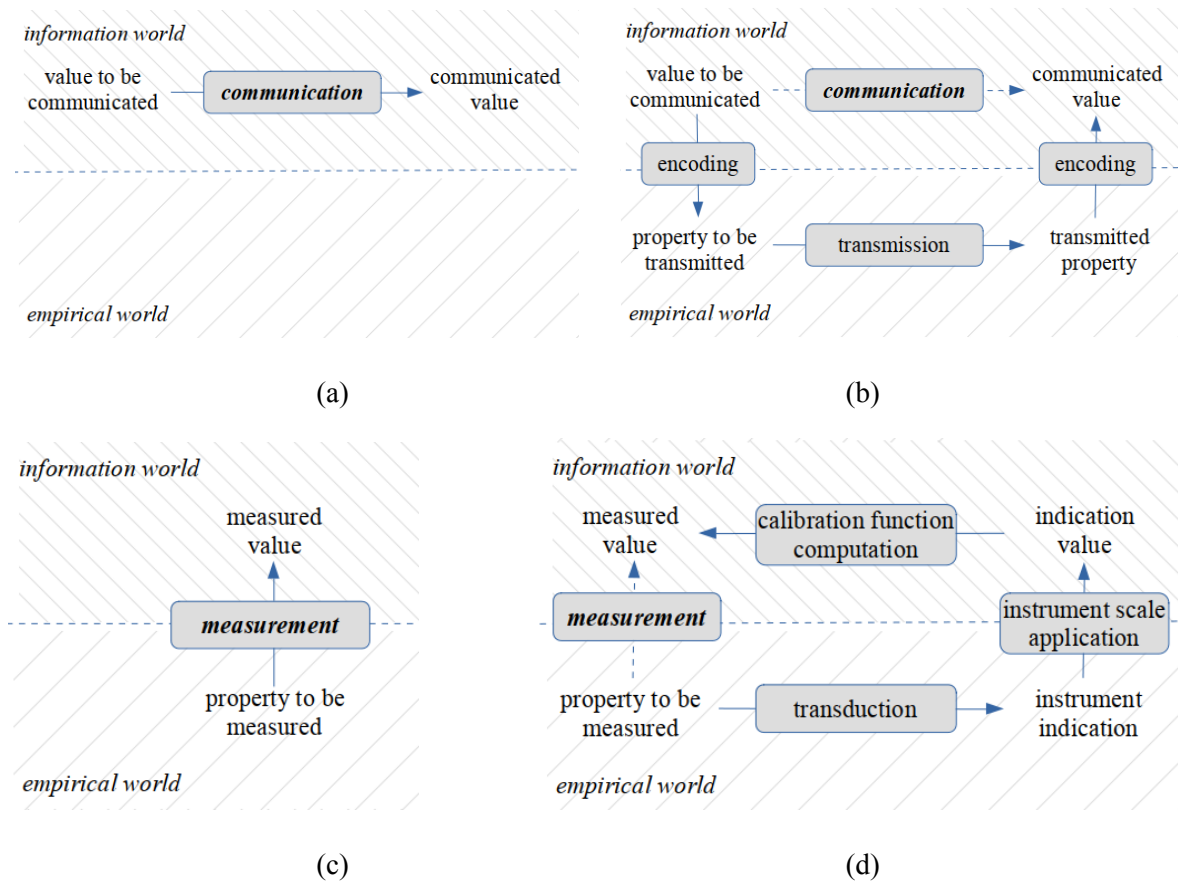 information world
value to be
communicated
communication
communicated
value
empirical world
(a)
information world
value to be
communicated
communication
communicated
value
encoding
encoding
property to be
transmitted
transmission
transmitted
property
empirical world
(b)
information world
measured
value
measurement
property to be
measured
empirical world
(c)
information world
measured
value
calibration function
computation
indication
value
measurement
instrument scale
application
property to be
measured
transduction
instrument
indication
empirical world
(d)